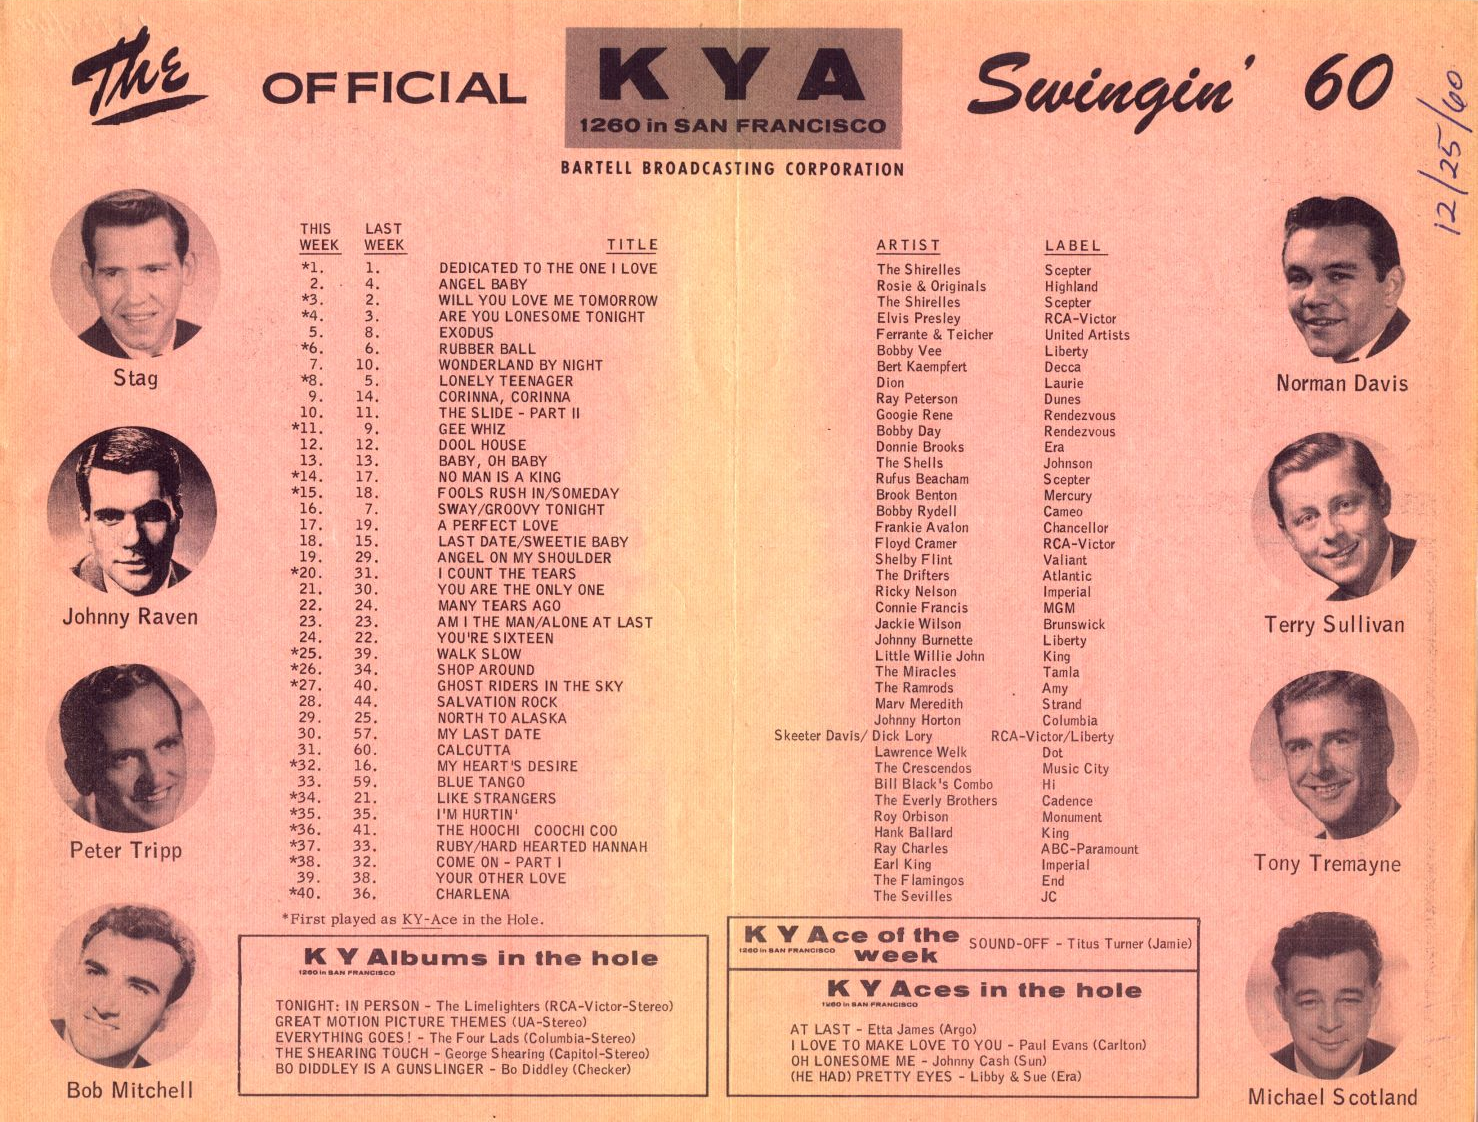 The OFFICIAL KYA Swingin' 60
1260 in SAN FRANCISCO
BARTELL BROADCASTING CORPORATION
12/25/60
THIS WEEK LAST WEEK TITLE ARTIST LABEL
*1. 1. DEDICATED TO THE ONE I LOVE The Shirelles Scepter
2. 4. ANGEL BABY Rosie & Originals Highland
*3. 2. WILL YOU LOVE ME TOMORROW The Shirelles Scepter
*4. 3. ARE YOU LONESOME TONIGHT Elvis Presley RCA-Victor
5. 8. EXODUS Ferrante & Teicher United Artists
*6. 6. RUBBER BALL Bobby Vee Liberty
7. 10. WONDERLAND BY NIGHT Bert Kaempfert Decca
*8. 5. LONELY TEENAGER Dion Laurie
9. 14. CORINNA, CORINNA Ray Peterson Dunes
10. 11. THE SLIDE - PART II Googie Rene Rendezvous
*11. 9. GEE WHIZ Bobby Day Rendezvous
12. 12. DOOL HOUSE Donnie Brooks Era
13. 13. BABY, OH BABY The Shells Johnson
*14. 17. NO MAN IS A KING Rufus Beacham Scepter
*15. 18. FOOLS RUSH IN/SOMEDAY Brook Benton Mercury
16. 7. SWAY/GROOVY TONIGHT Bobby Rydell Cameo
17. 19. A PERFECT LOVE Frankie Avalon Chancellor
18. 15. LAST DATE/SWEETIE BABY Floyd Cramer RCA-Victor
19. 29. ANGEL ON MY SHOULDER Shelby Flint Valiant
*20. 31. I COUNT THE TEARS The Drifters Atlantic
21. 30. YOU ARE THE ONLY ONE Ricky Nelson Imperial
22. 24. MANY TEARS AGO Connie Francis MGM
23. 23. AM I THE MAN/ALONE AT LAST Jackie Wilson Brunswick
24. 22. YOU'RE SIXTEEN Johnny Burnette Liberty
*25. 39. WALK SLOW Little Willie John King
*26. 34. SHOP AROUND The Miracles Tamla
*27. 40. GHOST RIDERS IN THE SKY The Ramrods Amy
28. 44. SALVATION ROCK Marv Meredith Strand
29. 25. NORTH TO ALASKA Johnny Horton Columbia
30. 57. MY LAST DATE Skeeter Davis/ Dick Lory RCA-Victor/Liberty
31. 60. CALCUTTA Lawrence Welk Dot
*32. 16. MY HEART'S DESIRE The Crescendos Music City
33. 59. BLUE TANGO Bill Black's Combo Hi
*34. 21. LIKE STRANGERS The Everly Brothers Cadence
*35. 35. I'M HURTIN' Roy Orbison Monument
*36. 41. THE HOOCHI COOCHI COO Hank Ballard King
*37. 33. RUBY/HARD HEARTED HANNAH Ray Charles ABC-Paramount
*38. 32. COME ON - PART I Earl King Imperial
39. 38. YOUR OTHER LOVE The Flamingos End
*40. 36. CHARLENA The Sevilles JC
*First played as KY-Ace in the Hole.
Stag
Johnny Raven
Peter Tripp
Bob Mitchell
Norman Davis
Terry Sullivan
Tony Tremayne
Michael Scotland
K Y Albums in the hole
1260 in SAN FRANCISCO
TONIGHT: IN PERSON - The Limelighters (RCA-Victor-Stereo)
GREAT MOTION PICTURE THEMES (UA-Stereo)
EVERYTHING GOES! - The Four Lads (Columbia-Stereo)
THE SHEARING TOUCH - George Shearing (Capitol-Stereo)
BO DIDDLEY IS A GUNSLINGER - Bo Diddley (Checker)
K Y Ace of the week SOUND-OFF - Titus Turner (Jamie)
1260 in SAN FRANCISCO
K Y Aces in the hole
1260 in SAN FRANCISCO
AT LAST - Etta James (Argo)
I LOVE TO MAKE LOVE TO YOU - Paul Evans (Carlton)
OH LONESOME ME - Johnny Cash (Sun)
(HE HAD) PRETTY EYES - Libby & Sue (Era)